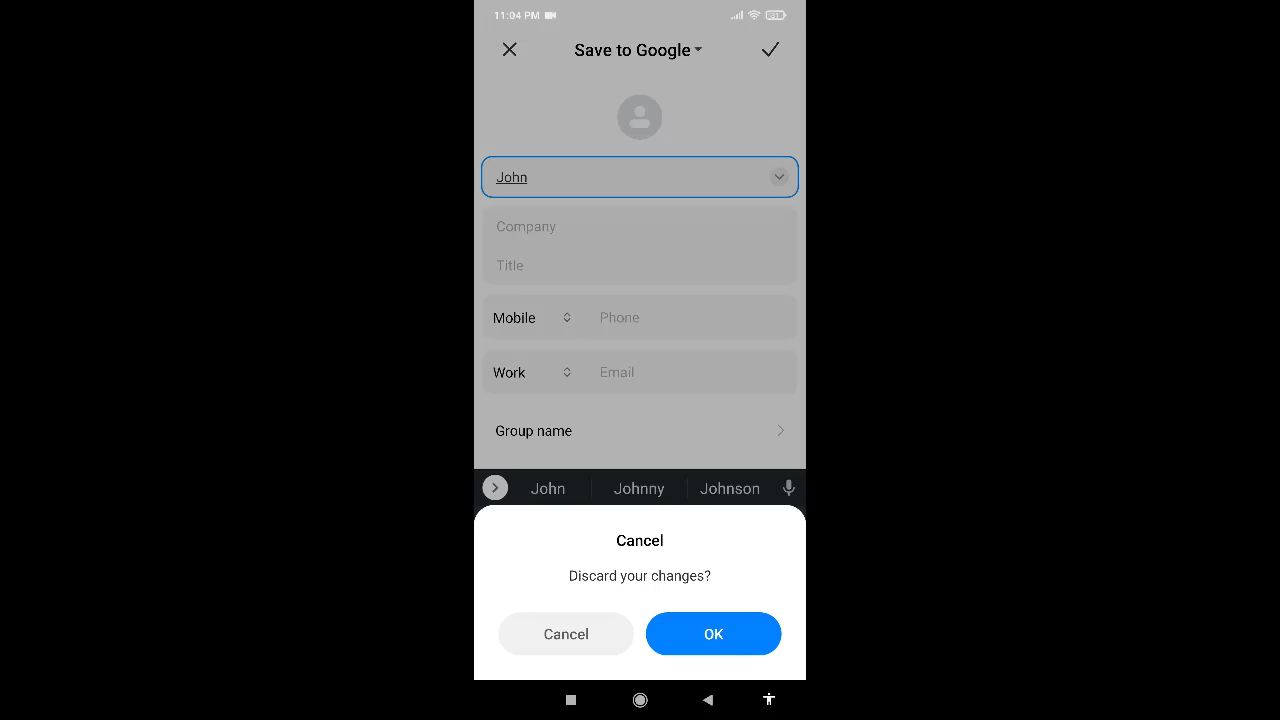 11:04 PM
31
Save to Google
John
Company
Title
Mobile Phone
Work Email
Group name
John Johnny Johnson
Cancel
Discard your changes?
Cancel OK